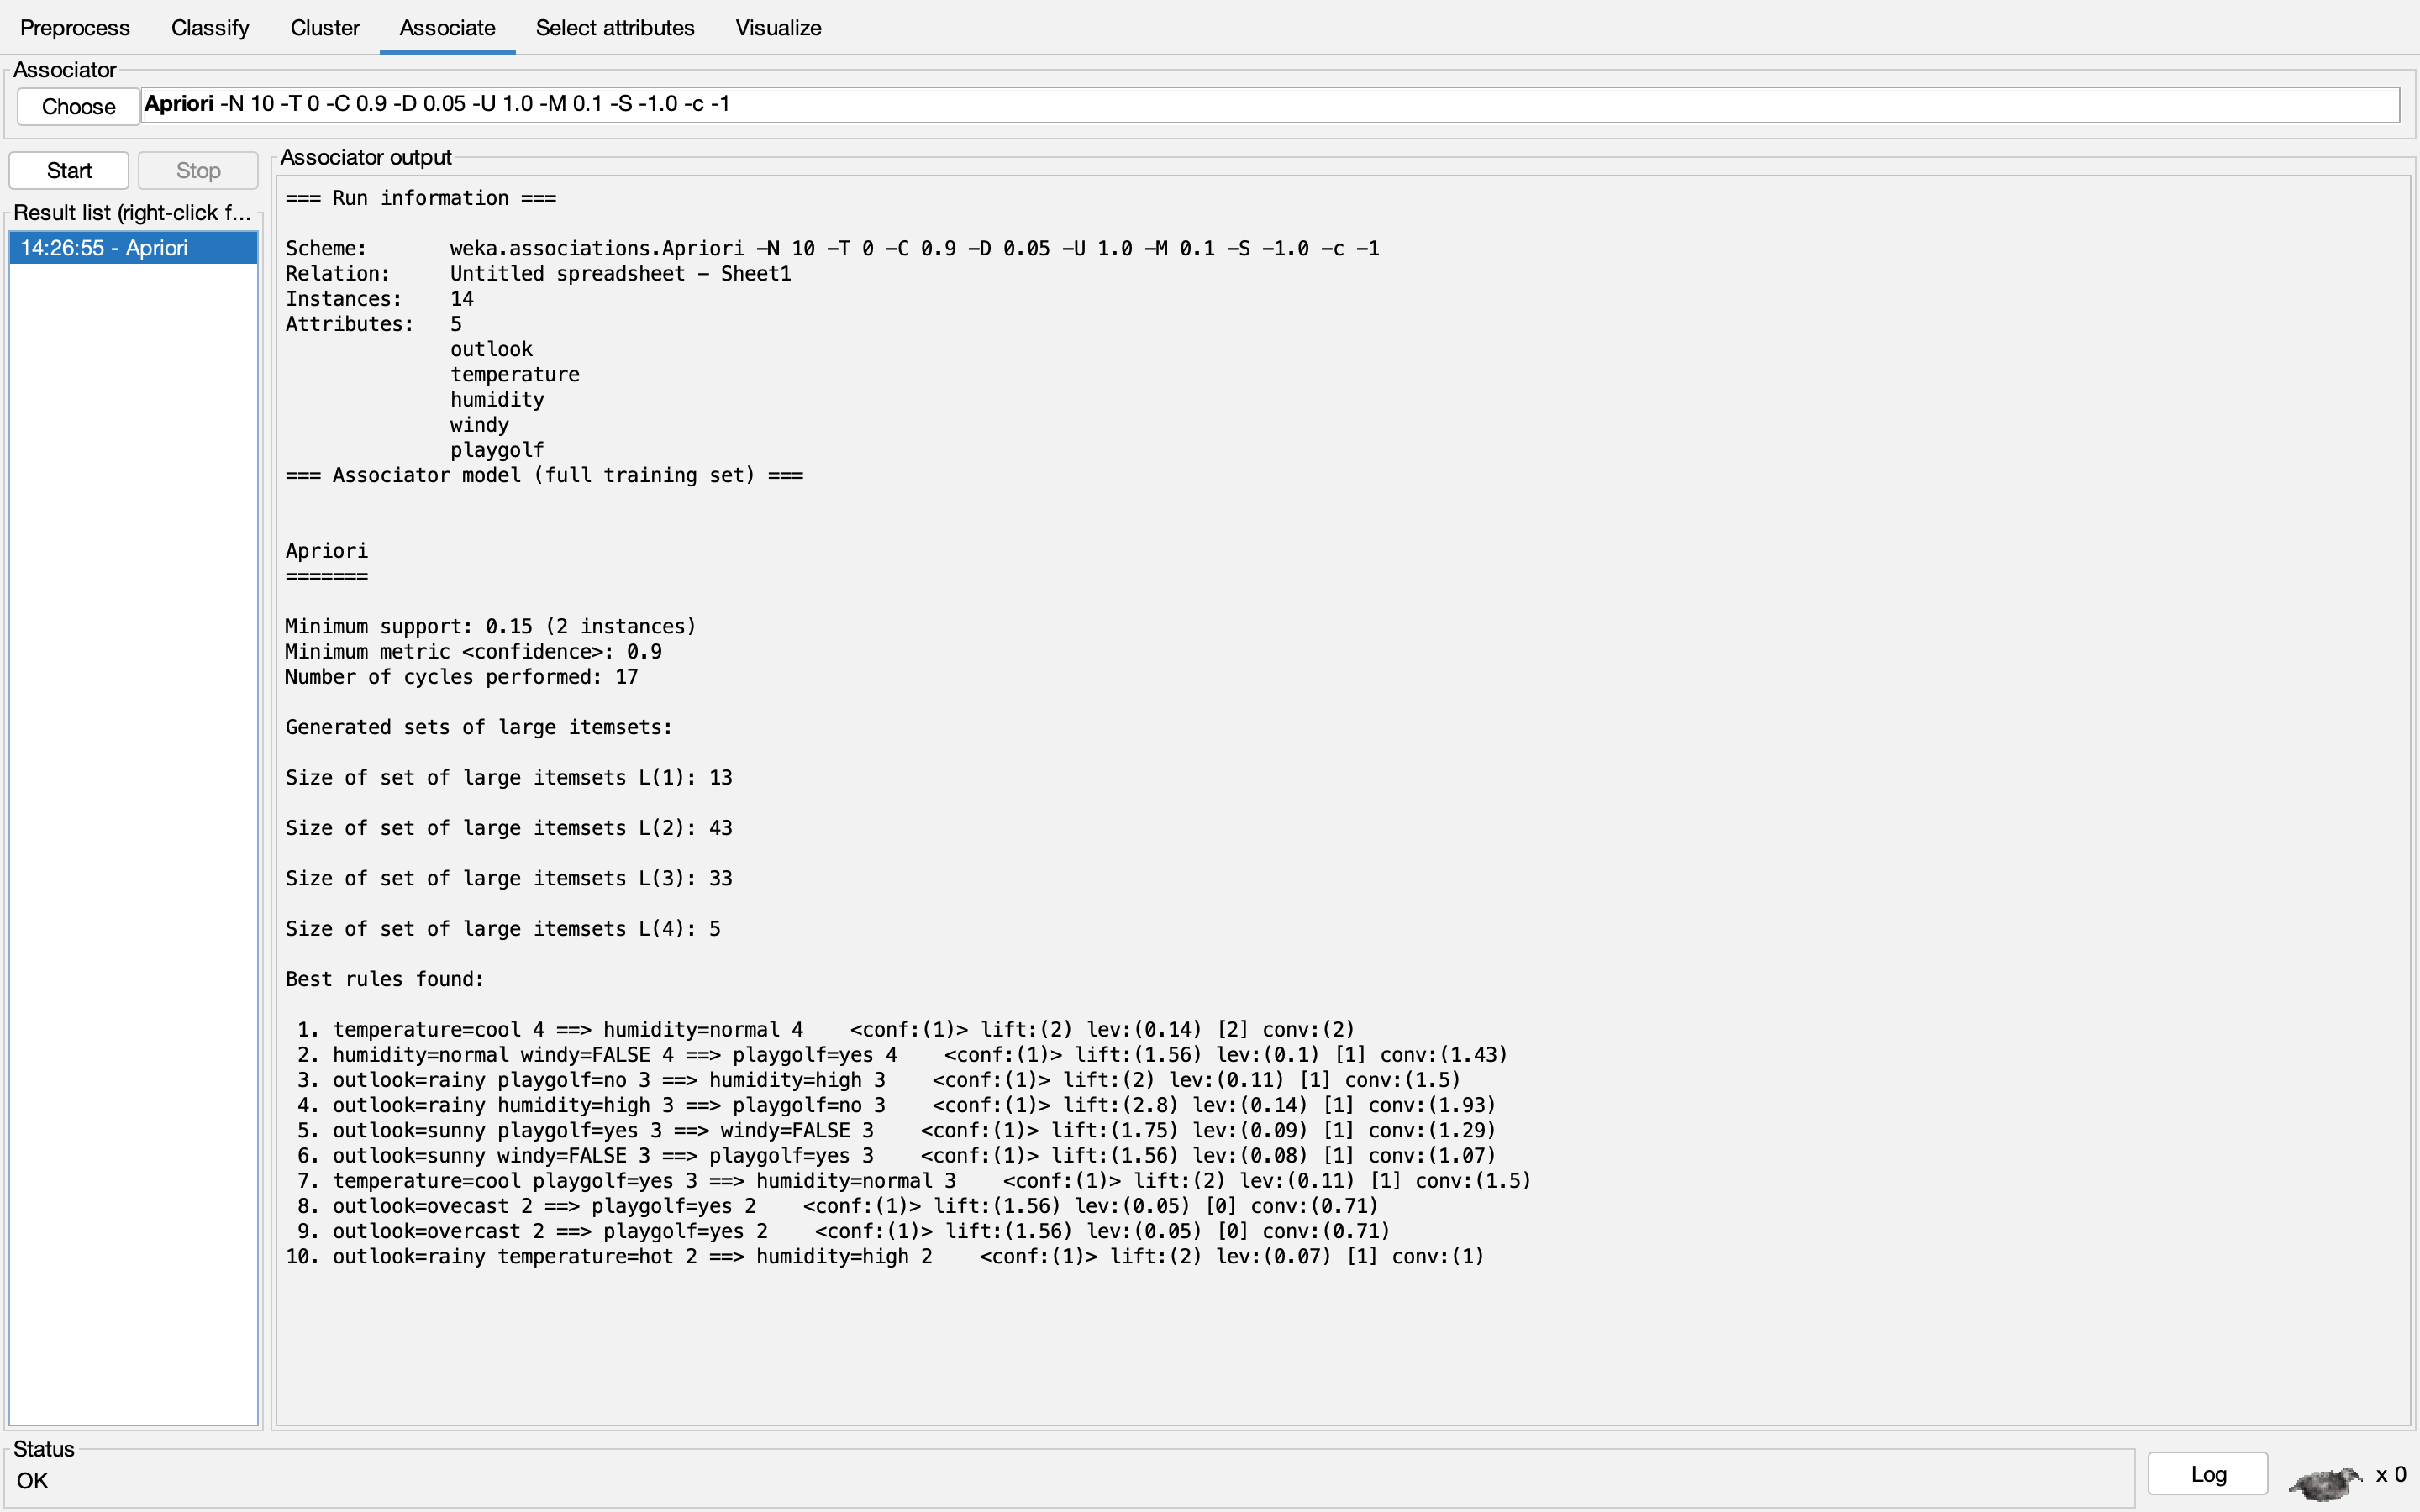 Preprocess Classify Cluster Associate Select attributes Visualize
Associator
Choose Apriori -N 10 -T 0 -C 0.9 -D 0.05 -U 1.0 -M 0.1 -S -1.0 -c -1
Start Stop
Result list (right-click f...
14:26:55 - Apriori
Associator output
=== Run information ===
Scheme: weka.associations.Apriori -N 10 -T 0 -C 0.9 -D 0.05 -U 1.0 -M 0.1 -S -1.0 -c -1
Relation: Untitled spreadsheet - Sheet1
Instances: 14
Attributes: 5
outlook
temperature
humidity
windy
playgolf
=== Associator model (full training set) ===
Apriori
=======
Minimum support: 0.15 (2 instances)
Minimum metric <confidence>: 0.9
Number of cycles performed: 17
Generated sets of large itemsets:
Size of set of large itemsets L(1): 13
Size of set of large itemsets L(2): 43
Size of set of large itemsets L(3): 33
Size of set of large itemsets L(4): 5
Best rules found:
1. temperature=cool 4 ==> humidity=normal 4 <conf:(1)> lift:(2) lev:(0.14) [2] conv:(2)
2. humidity=normal windy=FALSE 4 ==> playgolf=yes 4 <conf:(1)> lift:(1.56) lev:(0.1) [1] conv:(1.43)
3. outlook=rainy playgolf=no 3 ==> humidity=high 3 <conf:(1)> lift:(2) lev:(0.11) [1] conv:(1.5)
4. outlook=rainy humidity=high 3 ==> playgolf=no 3 <conf:(1)> lift:(2.8) lev:(0.14) [1] conv:(1.93)
5. outlook=sunny playgolf=yes 3 ==> windy=FALSE 3 <conf:(1)> lift:(1.75) lev:(0.09) [1] conv:(1.29)
6. outlook=sunny windy=FALSE 3 ==> playgolf=yes 3 <conf:(1)> lift:(1.56) lev:(0.08) [1] conv:(1.07)
7. temperature=cool playgolf=yes 3 ==> humidity=normal 3 <conf:(1)> lift:(2) lev:(0.11) [1] conv:(1.5)
8. outlook=ovecast 2 ==> playgolf=yes 2 <conf:(1)> lift:(1.56) lev:(0.05) [0] conv:(0.71)
9. outlook=overcast 2 ==> playgolf=yes 2 <conf:(1)> lift:(1.56) lev:(0.05) [0] conv:(0.71)
10. outlook=rainy temperature=hot 2 ==> humidity=high 2 <conf:(1)> lift:(2) lev:(0.07) [1] conv:(1)
Status
OK
Log x 0